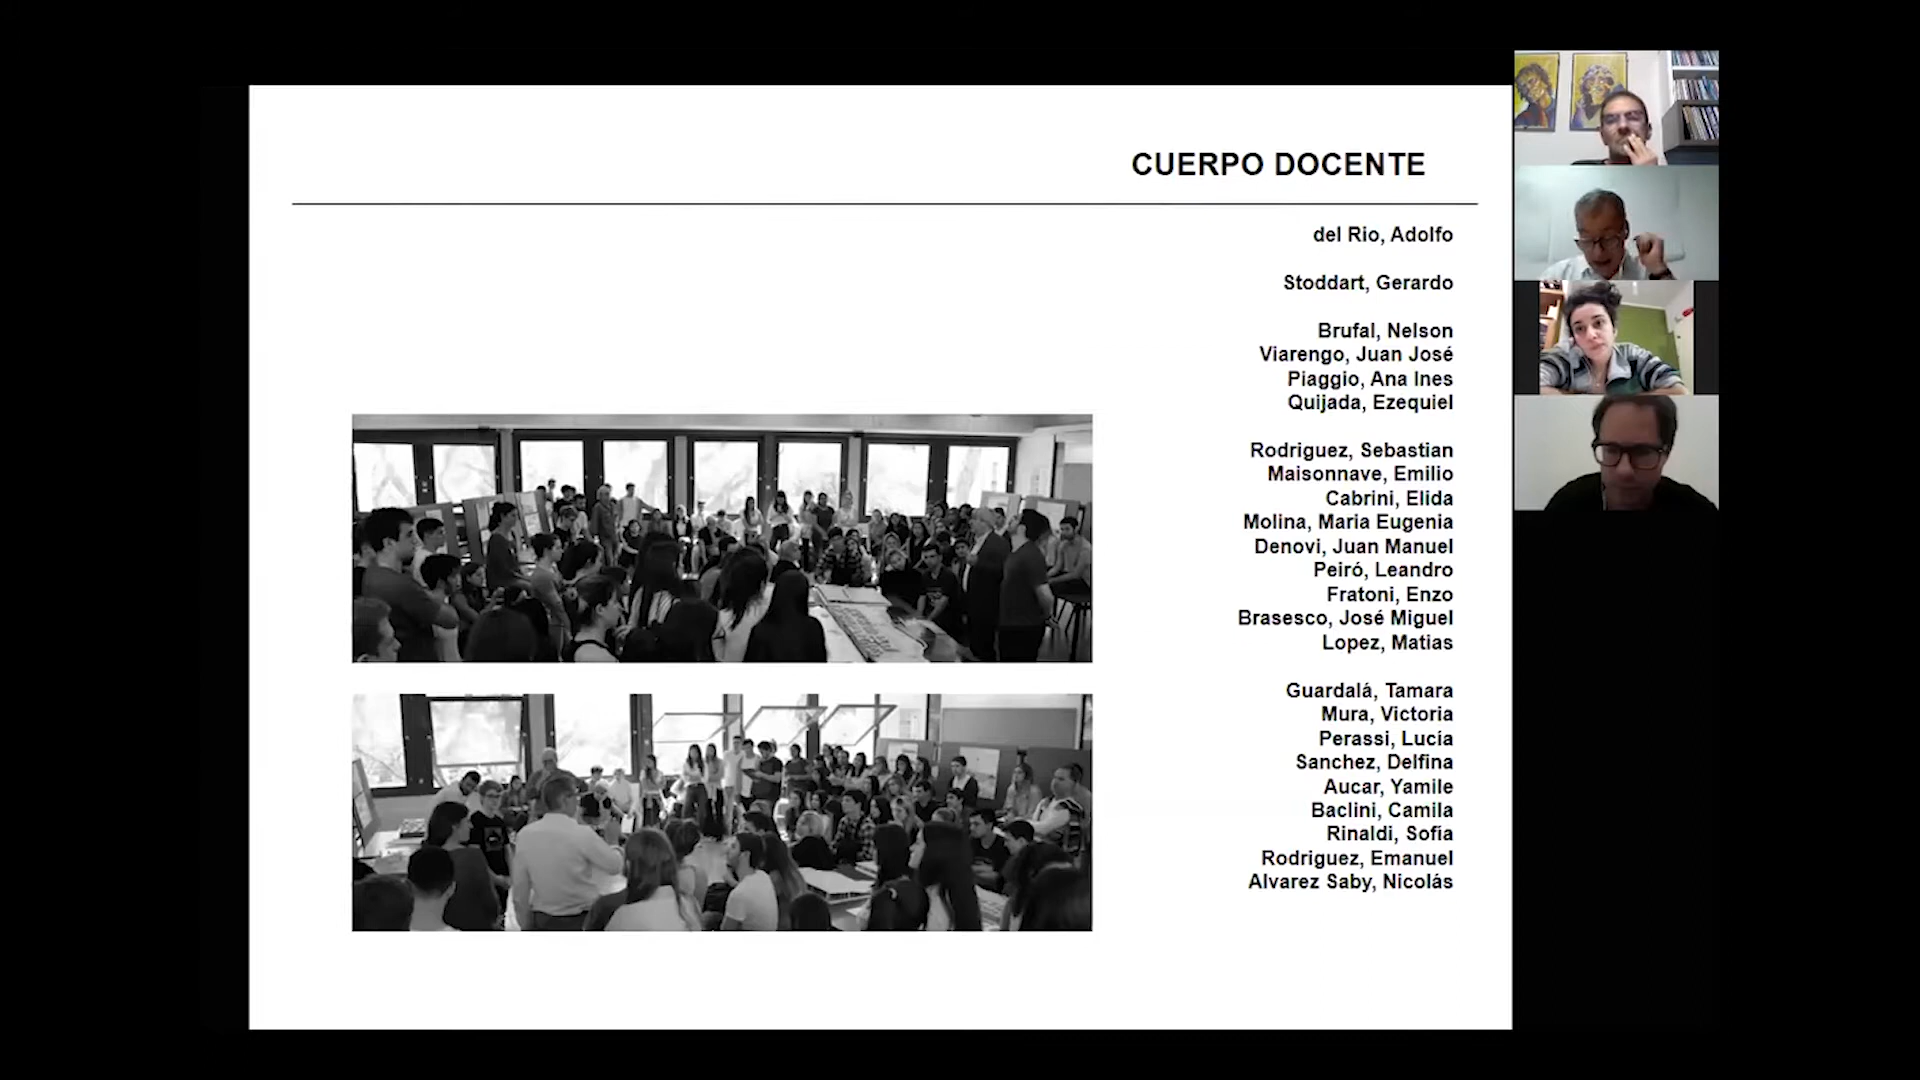 CUERPO DOCENTE
del Rio, Adolfo
Stoddart, Gerardo
Brufal, Nelson
Viarengo, Juan José
Piaggio, Ana Ines
Quijada, Ezequiel
Rodriguez, Sebastian
Maisonnave, Emilio
Cabrini, Elida
Molina, Maria Eugenia
Denovi, Juan Manuel
Peiró, Leandro
Fratoni, Enzo
Brasesco, José Miguel
Lopez, Matias
Guardalá, Tamara
Mura, Victoria
Perassi, Lucía
Sanchez, Delfina
Aucar, Yamile
Baclini, Camila
Rinaldi, Sofía
Rodriguez, Emanuel
Alvarez Saby, Nicolás